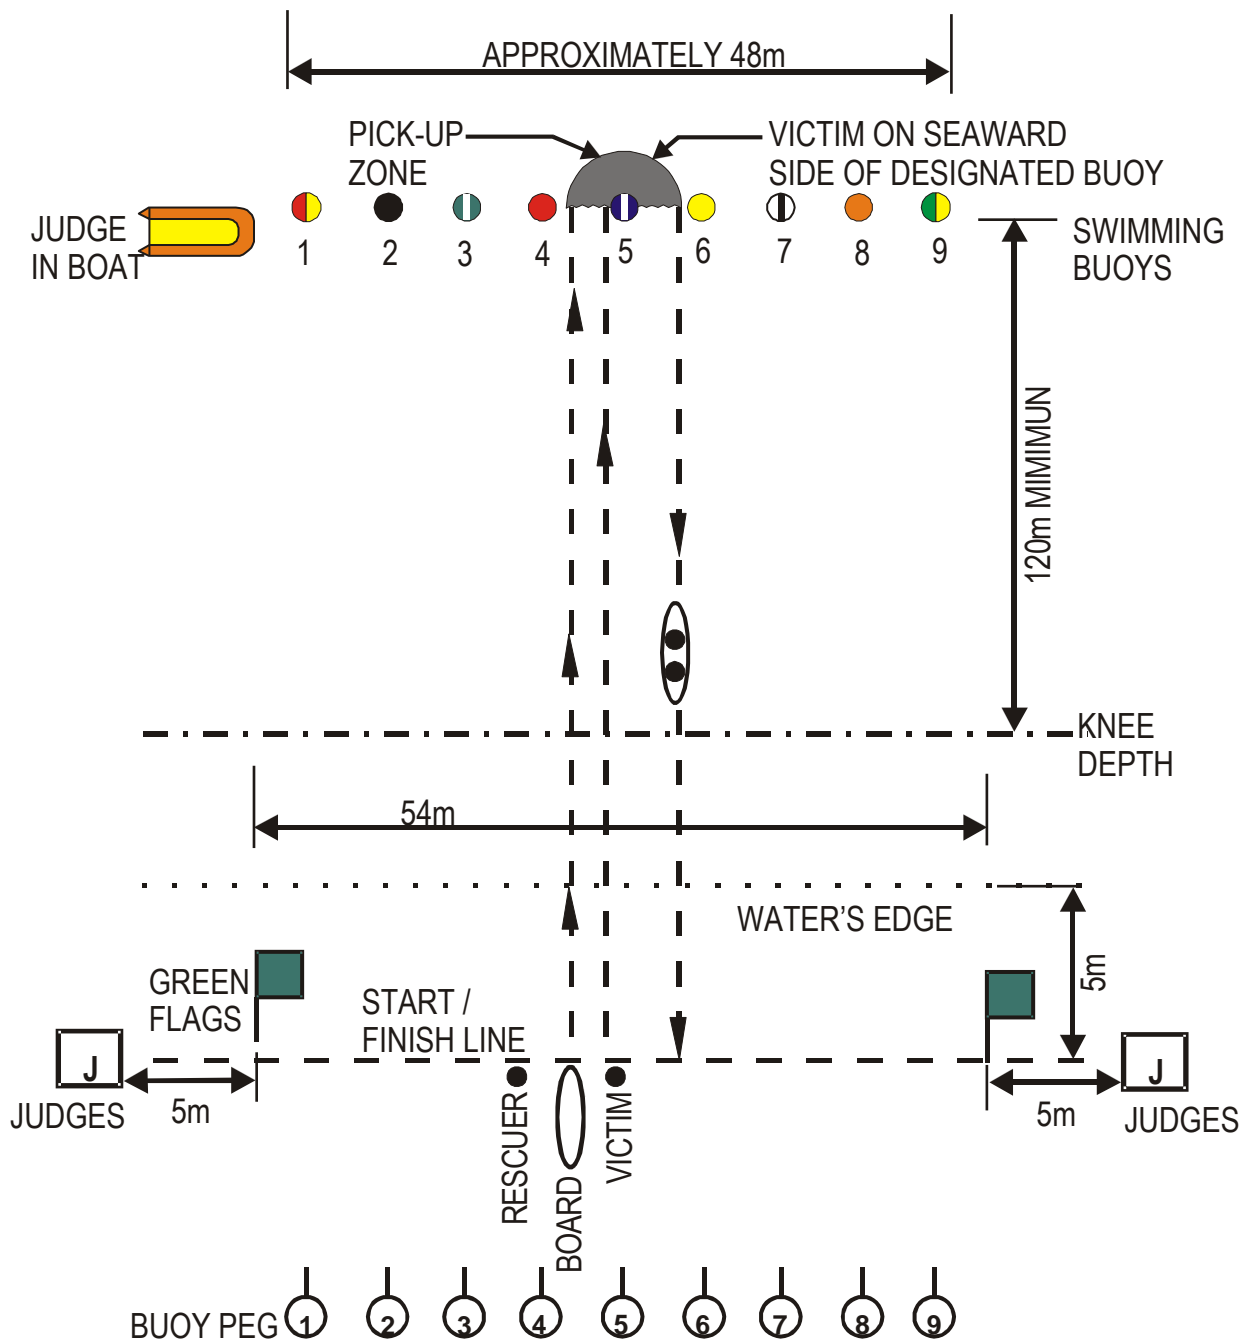 APPROXIMATELY 48m
PICK-UP
ZONE
VICTIM ON SEAWARD
SIDE OF DESIGNATED BUOY
JUDGE
IN BOAT
1 2 3 4 5 6 7 8 9
SWIMMING
BUOYS
120m MIMIMUN
KNEE
DEPTH
54m
WATER'S EDGE
5m
GREEN
FLAGS
START /
FINISH LINE
J
JUDGES
5m
RESCUER
BOARD
VICTIM
5m
J
JUDGES
BUOY PEG 1 2 3 4 5 6 7 8 9